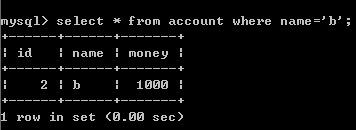 mysql> select * from account where name='b';
+------+------+-------+
| id   | name | money |
+------+------+-------+
|    2 | b    |  1000 |
+------+------+-------+
1 row in set (0.00 sec)